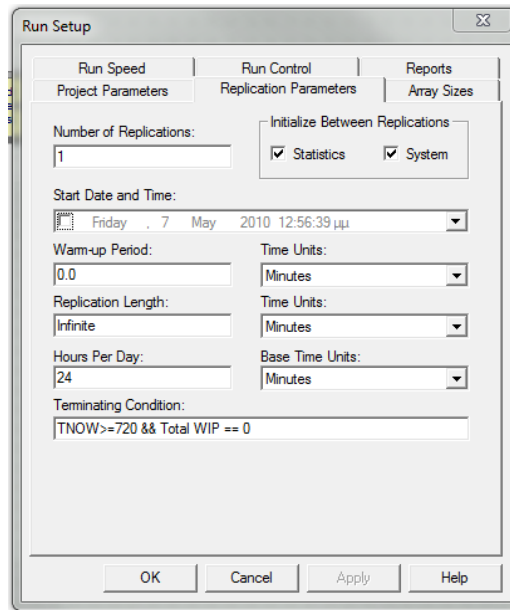 Run Setup
Run Speed Run Control Reports
Project Parameters Replication Parameters Array Sizes
Number of Replications: Initialize Between Replications
1 Statistics System
Start Date and Time:
Friday , 7 May 2010 12:56:39 μμ
Warm-up Period: Time Units:
0.0 Minutes
Replication Length: Time Units:
Infinite Minutes
Hours Per Day: Base Time Units:
24 Minutes
Terminating Condition:
TNOW>=720 && Total WIP == 0
OK Cancel Apply Help